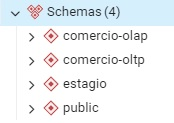 Schemas (4)
comercio-olap
comercio-oltp
estagio
public